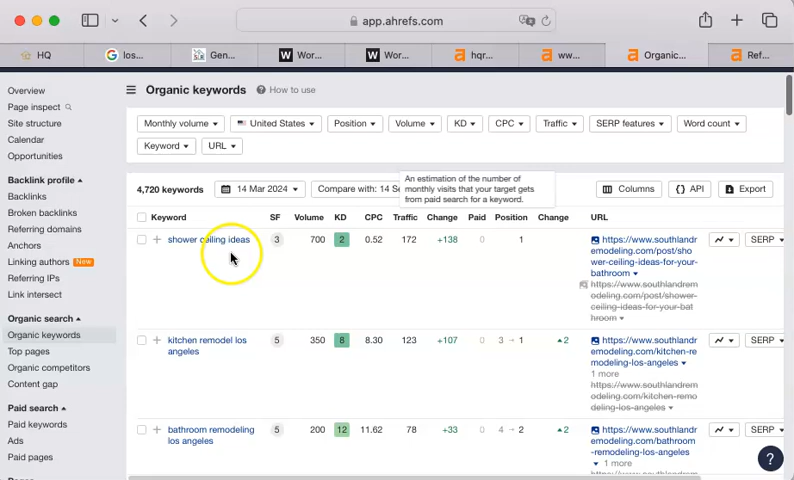 app.ahrefs.com
HQ
los...
Gen...
Wor...
Wor...
hqr...
ww...
Organic...
Ref...
Overview
Page inspect
Site structure
Calendar
Opportunities
Backlink profile
Backlinks
Broken backlinks
Referring domains
Anchors
Linking authors New
Referring IPs
Link intersect
Organic search
Organic keywords
Top pages
Organic competitors
Content gap
Paid search
Paid keywords
Ads
Paid pages
Organic keywords
How to use
Monthly volume United States Position Volume KD CPC Traffic SERP features Word count
Keyword URL
An estimation of the number of
monthly visits that your target gets
from paid search for a keyword.
4,720 keywords 14 Mar 2024 Compare with: 14 Se Columns API Export
Keyword SF Volume KD CPC Traffic Change Paid Position Change URL
shower ceiling ideas 3 700 2 0.52 172 +138 0 1 https://www.southlandr SERP
emodeling.com/post/sho
wer-ceiling-ideas-for-your-
bathroom
https://www.southlandr
emodeling.com/post/shower-
ceiling-ideas-for-your-bat
hroom
kitchen remodel los 5 350 8 8.30 123 +107 0 3 → 1 2 https://www.southlandr SERP
angeles
emodeling.com/kitchen-re
modeling-los-angeles
1 more
https://www.southlandr
emodeling.com/kitchen-remo
deling-los-angeles
bathroom remodeling 5 200 12 11.62 78 +33 0 4 → 2 2 https://www.southlandr SERP
los angeles
emodeling.com/bathroom
-remodeling-los-angeles
1 more
?